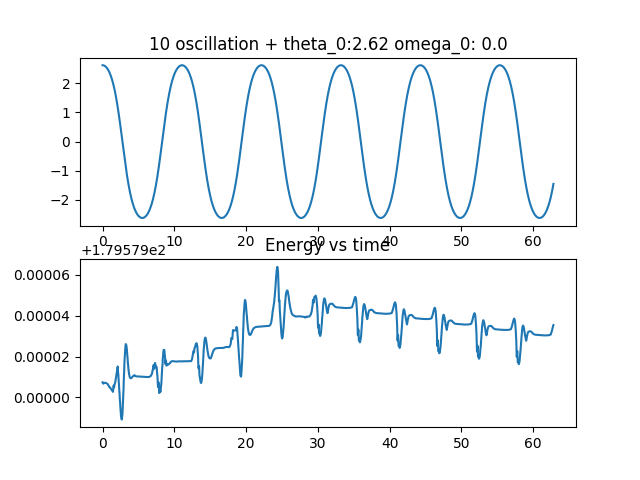 10 oscillation + theta_0:2.62 omega_0: 0.0
2
1
0
−1
−2
0 10 20 30 40 50 60
+1.79579e2
Energy vs time
0.00006
0.00004
0.00002
0.00000
0 10 20 30 40 50 60